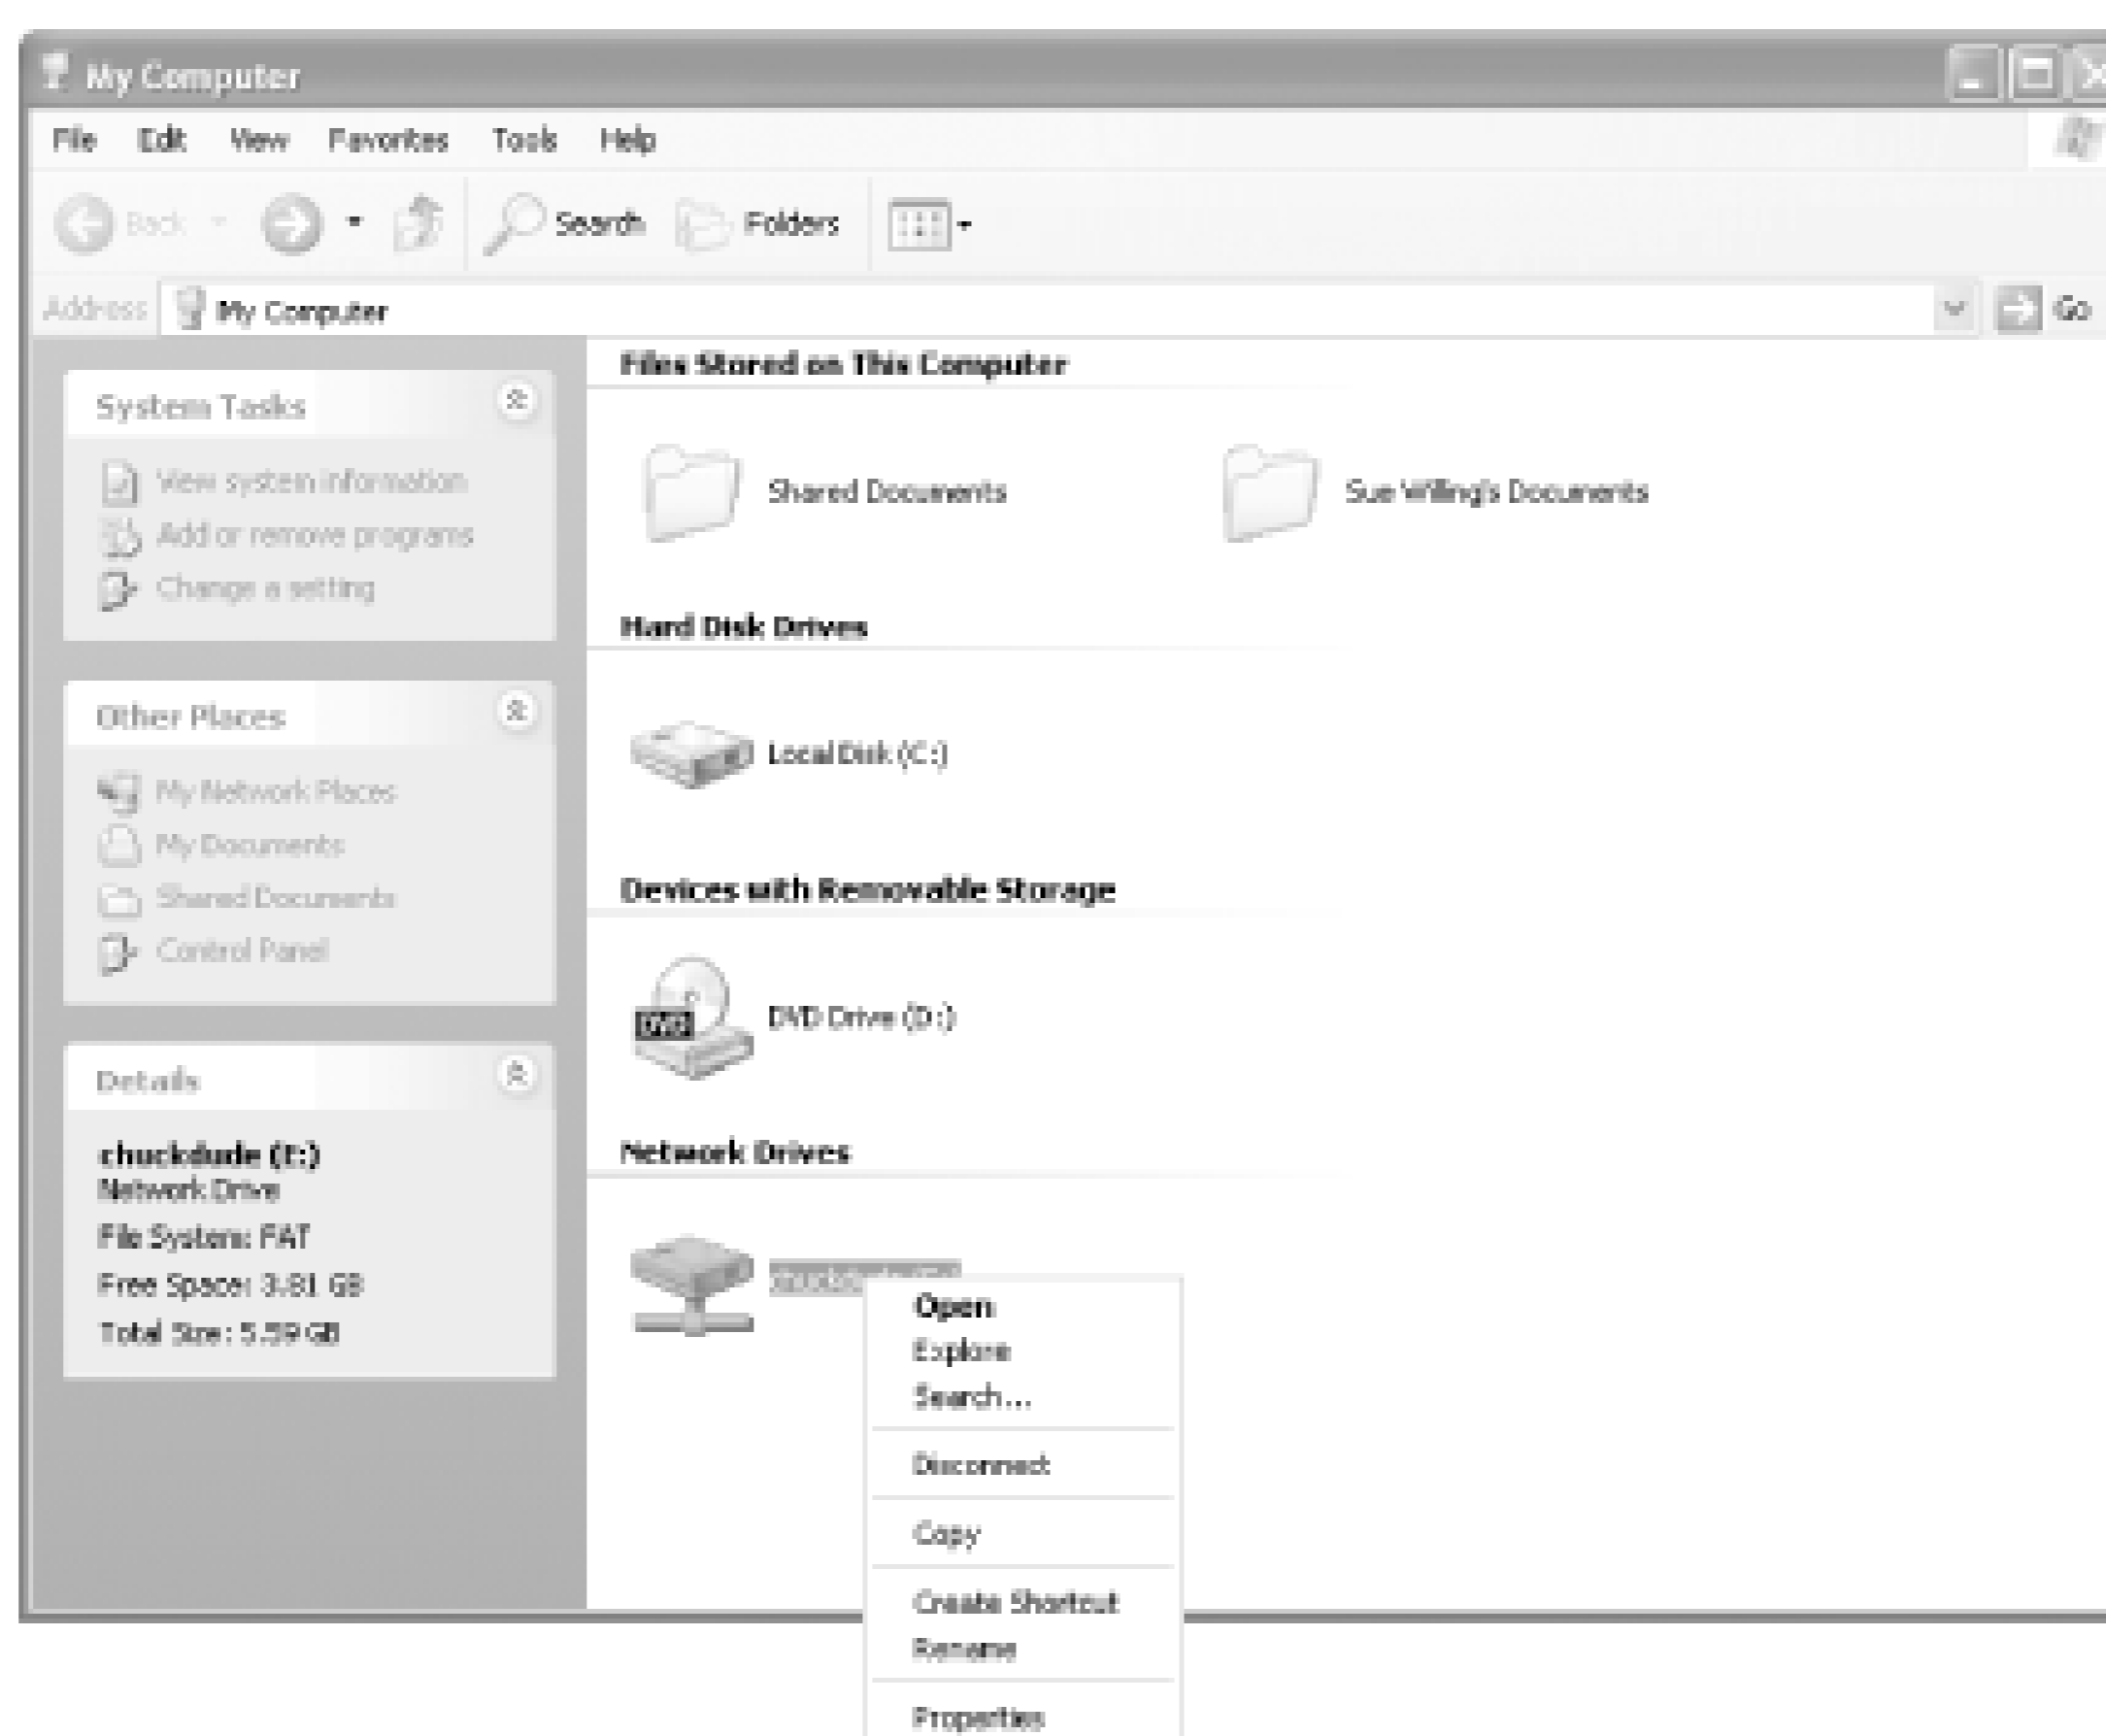 My Computer
File Edit View Favorites Tools Help
Back Search Folders
Address My Computer Go
System Tasks
View system information
Add or remove programs
Change a setting
Other Places
My Network Places
My Documents
Shared Documents
Control Panel
Details
chuckdude (E:)
Network Drive
File System: FAT
Free Space: 3.81 GB
Total Size: 5.59 GB
Files Stored on This Computer
Shared Documents Sue Willing's Documents
Hard Disk Drives
Local Disk (C:)
Devices with Removable Storage
DVD
DVD Drive (D:)
Network Drives
Open
Explore
Search...
Disconnect
Copy
Create Shortcut
Rename
Properties